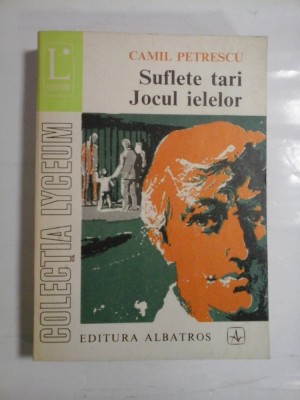 L
CAMIL PETRESCU
Suflete tari
Jocul ielelor
COLECȚIA LYCEUM
EDITURA ALBATROS